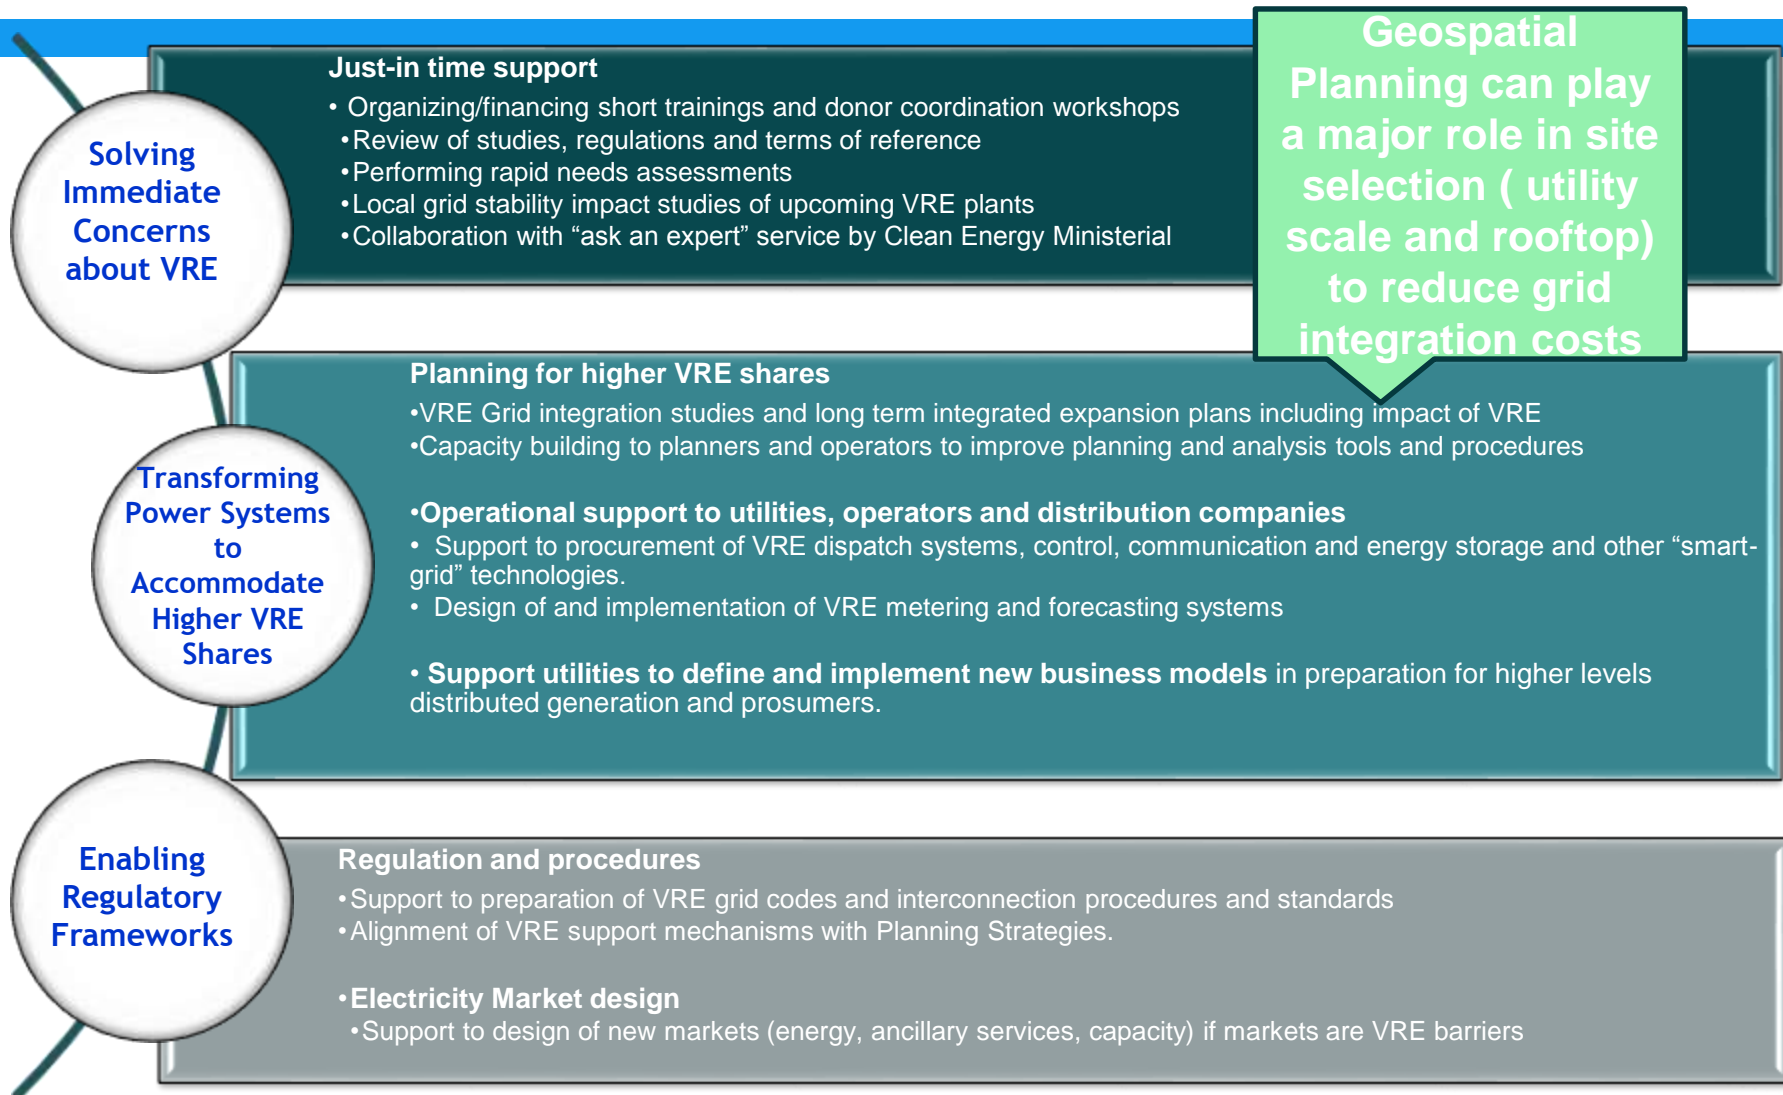 Geospatial
Planning can play
a major role in site
selection ( utility
scale and rooftop)
to reduce grid
integration costs
Solving
Immediate
Concerns
about VRE
Just-in time support
• Organizing/financing short trainings and donor coordination workshops
•Review of studies, regulations and terms of reference
•Performing rapid needs assessments
•Local grid stability impact studies of upcoming VRE plants
•Collaboration with “ask an expert” service by Clean Energy Ministerial
Transforming
Power Systems
to
Accommodate
Higher VRE
Shares
Planning for higher VRE shares
•VRE Grid integration studies and long term integrated expansion plans including impact of VRE
•Capacity building to planners and operators to improve planning and analysis tools and procedures
•Operational support to utilities, operators and distribution companies
• Support to procurement of VRE dispatch systems, control, communication and energy storage and other “smart-
grid” technologies.
• Design of and implementation of VRE metering and forecasting systems
• Support utilities to define and implement new business models in preparation for higher levels
distributed generation and prosumers.
Enabling
Regulatory
Frameworks
Regulation and procedures
•Support to preparation of VRE grid codes and interconnection procedures and standards
•Alignment of VRE support mechanisms with Planning Strategies.
•Electricity Market design
•Support to design of new markets (energy, ancillary services, capacity) if markets are VRE barriers